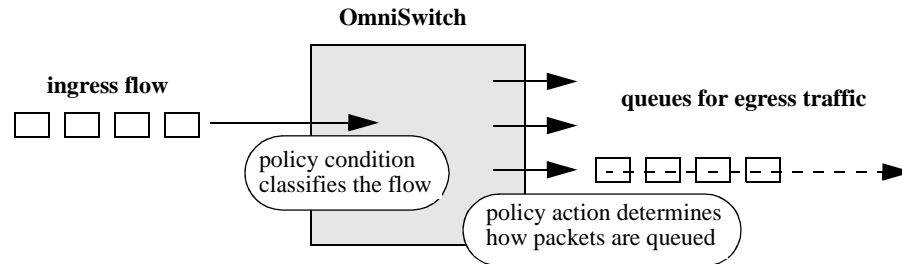 OmniSwitch
ingress flow
queues for egress traffic
policy condition
classifies the flow
policy action determines
how packets are queued